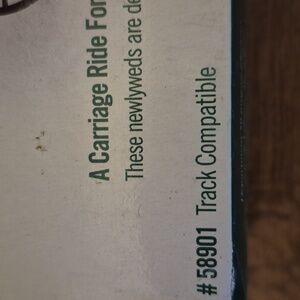 A Carriage Ride For
These newlyweds are de
# 58901 Track Compatible